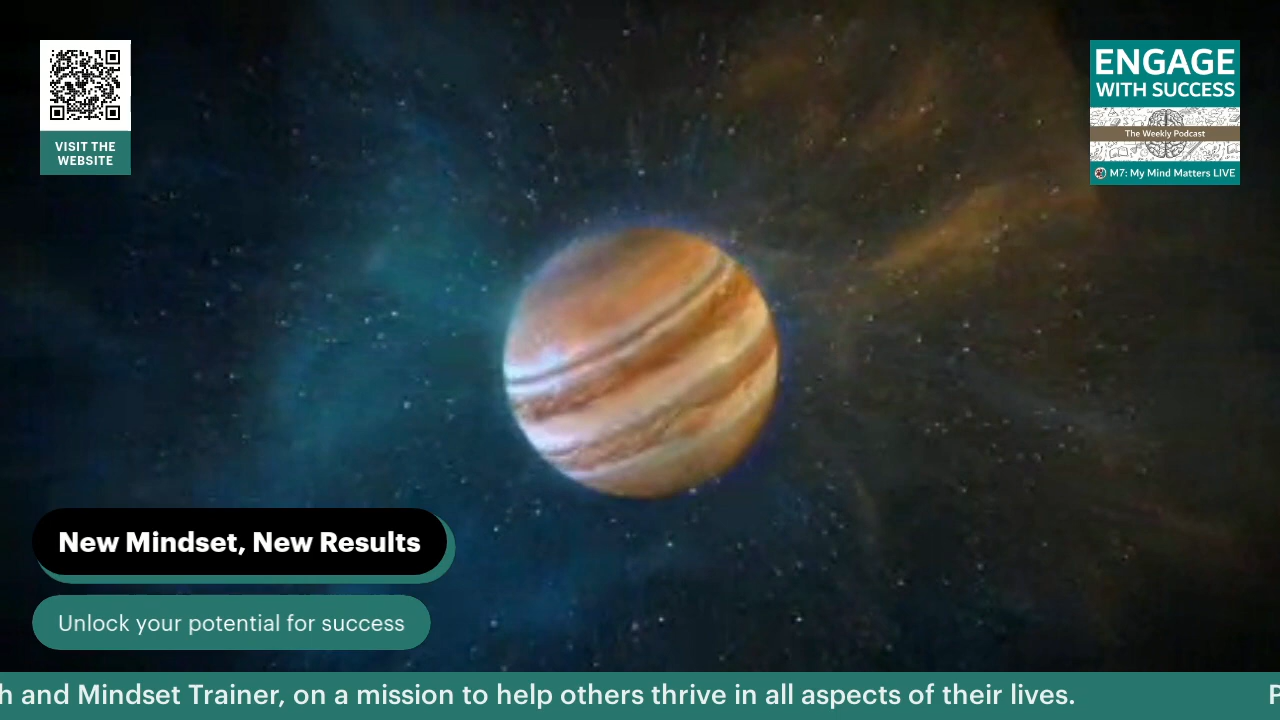 VISIT THE
WEBSITE
ENGAGE
WITH SUCCESS
The Weekly Podcast
M7: My Mind Matters LIVE
New Mindset, New Results
Unlock your potential for success
h and Mindset Trainer, on a mission to help others thrive in all aspects of their lives. P